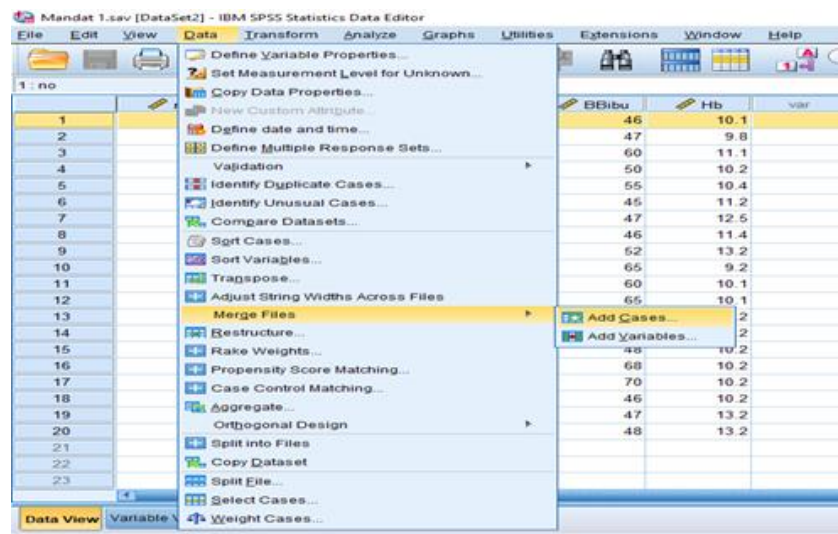 Mandat 1.sav [DataSet2] - IBM SPSS Statistics Data Editor
File Edit View Data Transform Analyze Graphs Utilities Extensions Window Help
1 : no
Define Variable Properties...
Set Measurement Level for Unknown...
Copy Data Properties...
New Custom Attribute...
Define date and time...
Define Multiple Response Sets...
Validation
Identify Duplicate Cases...
Identify Unusual Cases...
Compare Datasets...
Sort Cases...
Sort Variables...
Transpose...
Adjust String Widths Across Files
Merge Files
Restructure...
Rake Weights...
Propensity Score Matching...
Case Control Matching...
Aggregate...
Orthogonal Design
Split into Files
Copy Dataset
Split File...
Select Cases...
Weight Cases...
Add Cases...
Add Variables...
BBibu Hb var
1 46 10.1
2 47 9.8
3 60 11.1
4 50 10.2
5 55 10.4
6 45 11.2
7 47 12.5
8 46 11.4
9 52 13.2
10 65 9.2
11 60 10.1
12 65 10.1
13 2
14 2
15 48 10.2
16 68 10.2
17 70 10.2
18 46 10.2
19 47 13.2
20 48 13.2
21
22
23
Data View Variable V